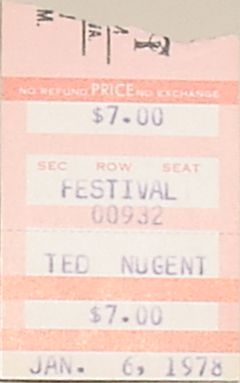 M.
IA.
NO REFUND PRICE NO EXCHANGE
$7.00
SEC ROW SEAT
FESTIVAL
00932
TED NUGENT
$7.00
JAN. 6, 1978